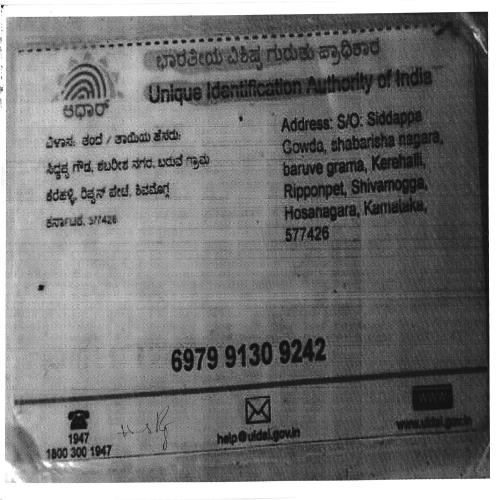 ಭಾರತೀಯ ವಿಶಿಷ್ಟ ಗುರುತು ಪ್ರಾಧಿಕಾರ
Unique Identification Authority of India
ಆಧಾರ್
ವಿಳಾಸ: ತಂದೆ / ತಾಯಿಯ ಹೆಸರು:
ಸಿದ್ದಪ್ಪ ಗೌಡ, ಶಬರೀಶ ನಗರ, ಬರುವೆ ಗ್ರಾಮ
ಕೆರೆಹಳ್ಳಿ, ರಿಪ್ಪನ್ ಪೇಟೆ, ಶಿವಮೊಗ್ಗ
ಕರ್ನಾಟಕ, 577426
Address: S/O: Siddappa
Gowda, shabarisha nagara,
baruve grama, Kerehalli,
Ripponpet, Shivamogga,
Hosanagara, Karnataka,
577426
6979 9130 9242
1947
1800 300 1947
help@uidai.gov.in
www
www.uidai.gov.in